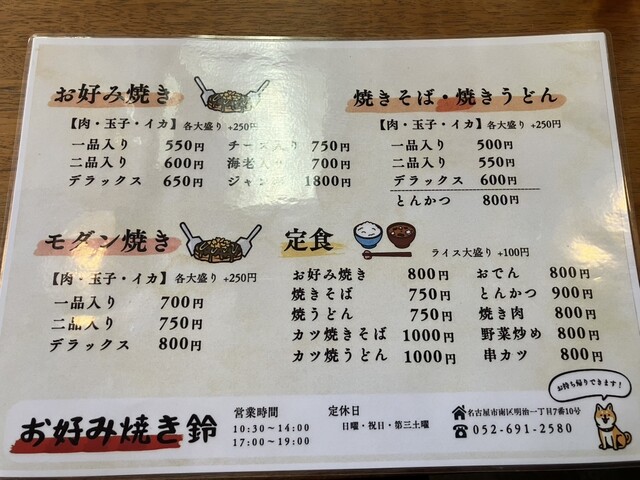 お好み焼き
【肉・玉子・イカ】各大盛り +250円
一品入り 550円
二品入り 600円
デラックス 650円
チーズ入り 750円
海老入り 700円
1800円
焼きそば・焼きうどん
【肉・玉子・イカ】各大盛り +250円
一品入り 500円
二品入り 550円
デラックス 600円
とんかつ 800円
モダン焼き
【肉・玉子・イカ】各大盛り +250円
一品入り 700円
二品入り 750円
デラックス 800円
定食
ライス大盛り +100円
お好み焼き 800円
焼きそば 750円
焼うどん 750円
カツ焼きそば 1000円
カツ焼うどん 1000円
おでん 800円
とんかつ 900円
焼き肉 800円
野菜炒め 800円
串カツ 800円
お持ち帰りできます！
お好み焼き 鈴
営業時間
10:30～14:00
17:00～19:00
定休日
日曜・祝日・第三土曜
名古屋市南区明治一丁目7番10号
052-691-2580